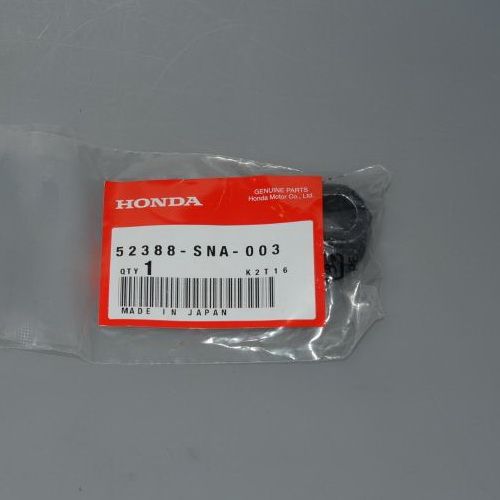 HONDA
GENUINE PARTS
Honda Motor Co., Ltd.
52388-SNA-003
QTY 1 K2T16
MADE IN JAPAN